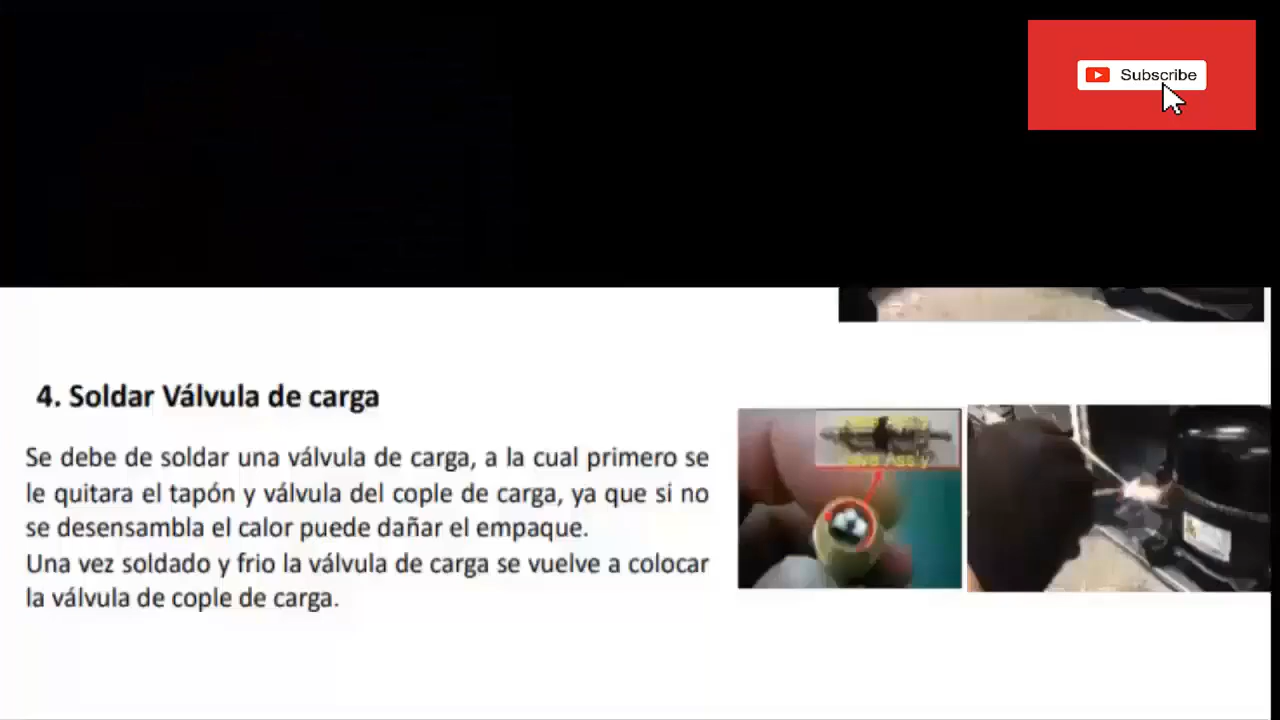 Subscribe
4. Soldar Válvula de carga
Se debe de soldar una válvula de carga, a la cual primero se
le quitara el tapón y válvula del cople de carga, ya que si no
se desensambla el calor puede dañar el empaque.
Una vez soldado y frio la válvula de carga se vuelve a colocar
la válvula de cople de carga.